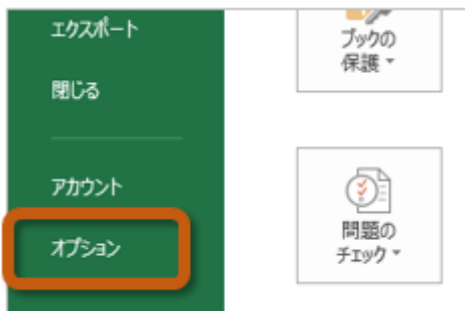 エクスポート
閉じる
アカウント
オプション
ブックの
保護
問題の
チェック